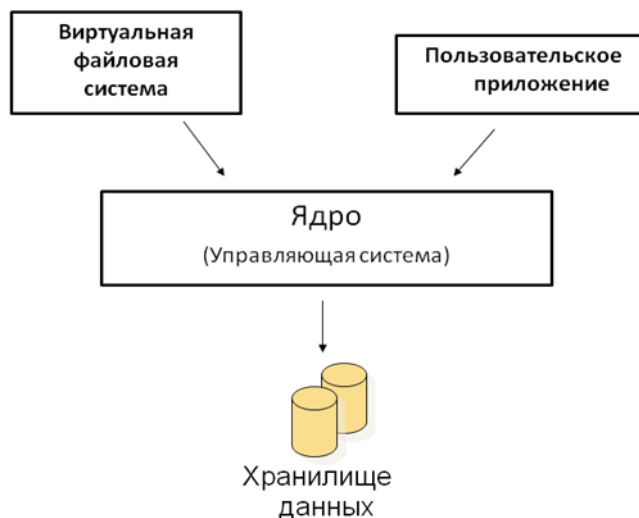 Виртуальная
файловая
система
Пользовательское
приложение
Ядро
(Управляющая система)
Хранилище
данных